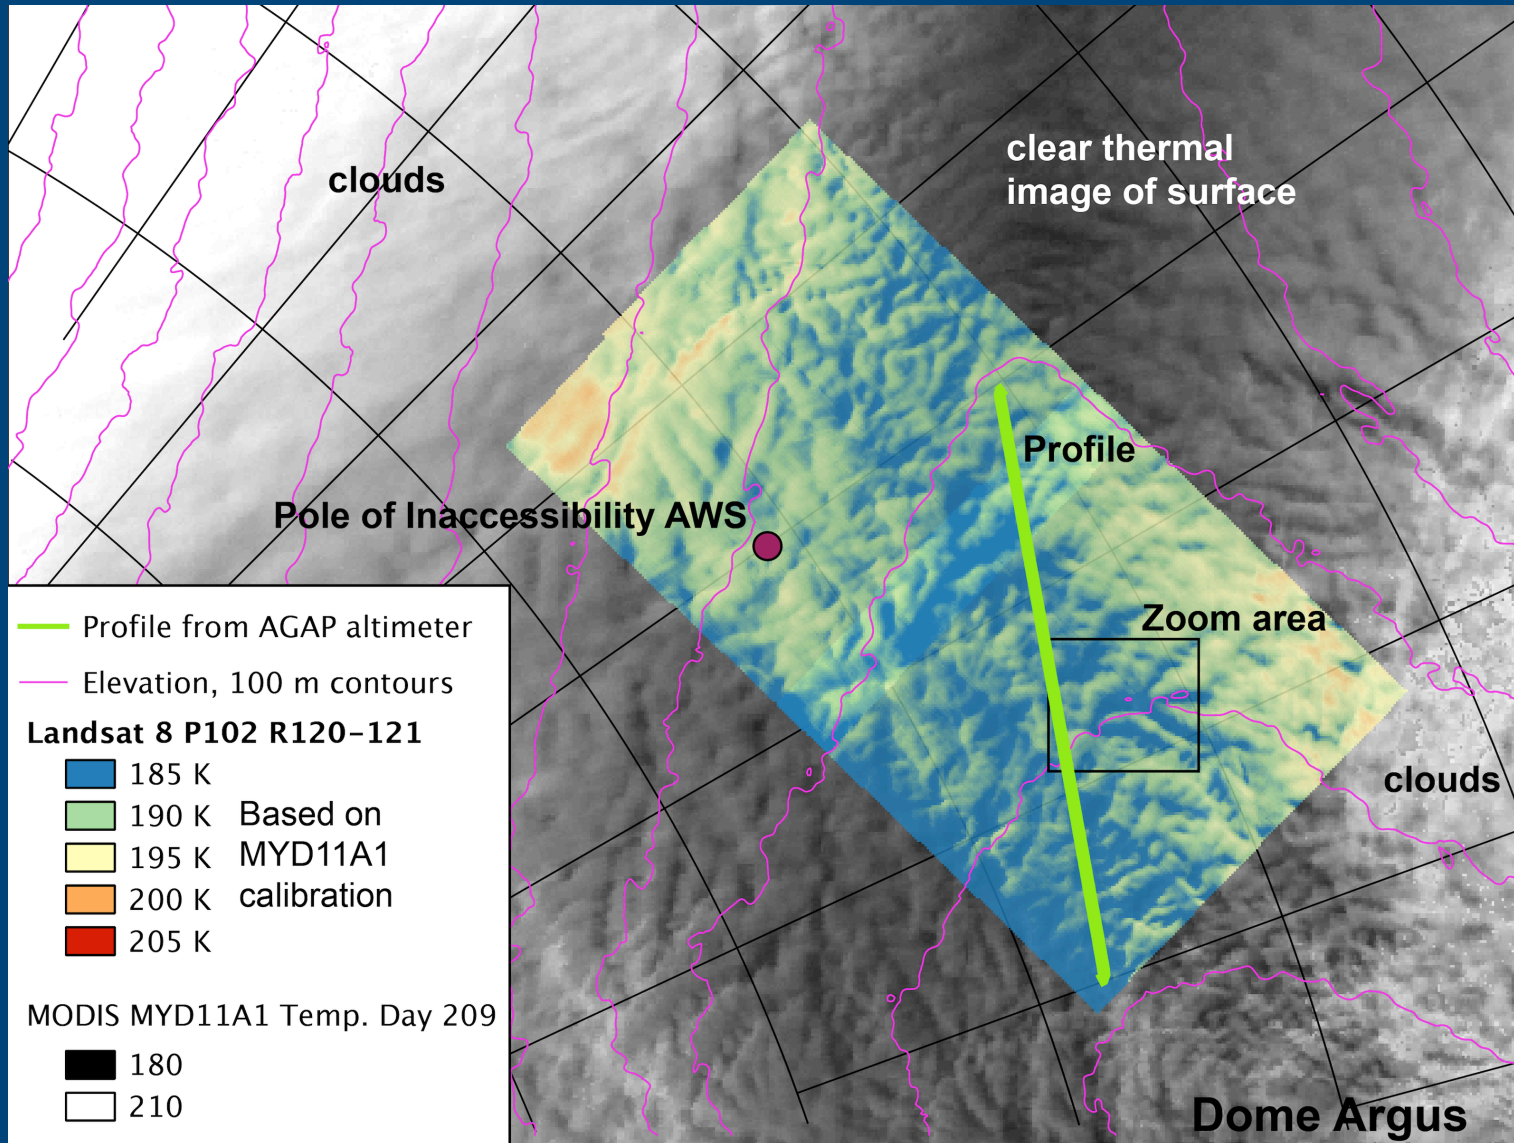 clear thermal
image of surface
clouds
Profile
Pole of Inaccessibility AWS
Zoom area
clouds
Dome Argus
Profile from AGAP altimeter
Elevation, 100 m contours
Landsat 8 P102 R120-121
185 K
190 K Based on
195 K MYD11A1
200 K calibration
205 K
MODIS MYD11A1 Temp. Day 209
180
210